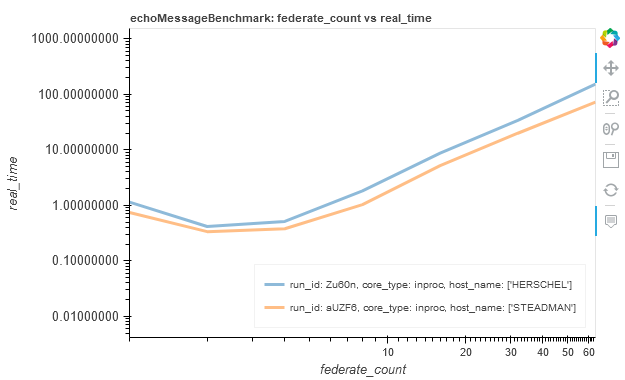 echoMessageBenchmark: federate_count vs real_time
1000.00000000
100.00000000
10.00000000
1.00000000
0.10000000
0.01000000
real_time
run_id: Zu60n, core_type: inproc, host_name: ['HERSCHEL']
run_id: aUZF6, core_type: inproc, host_name: ['STEADMAN']
10 20 30 40 50 60
federate_count